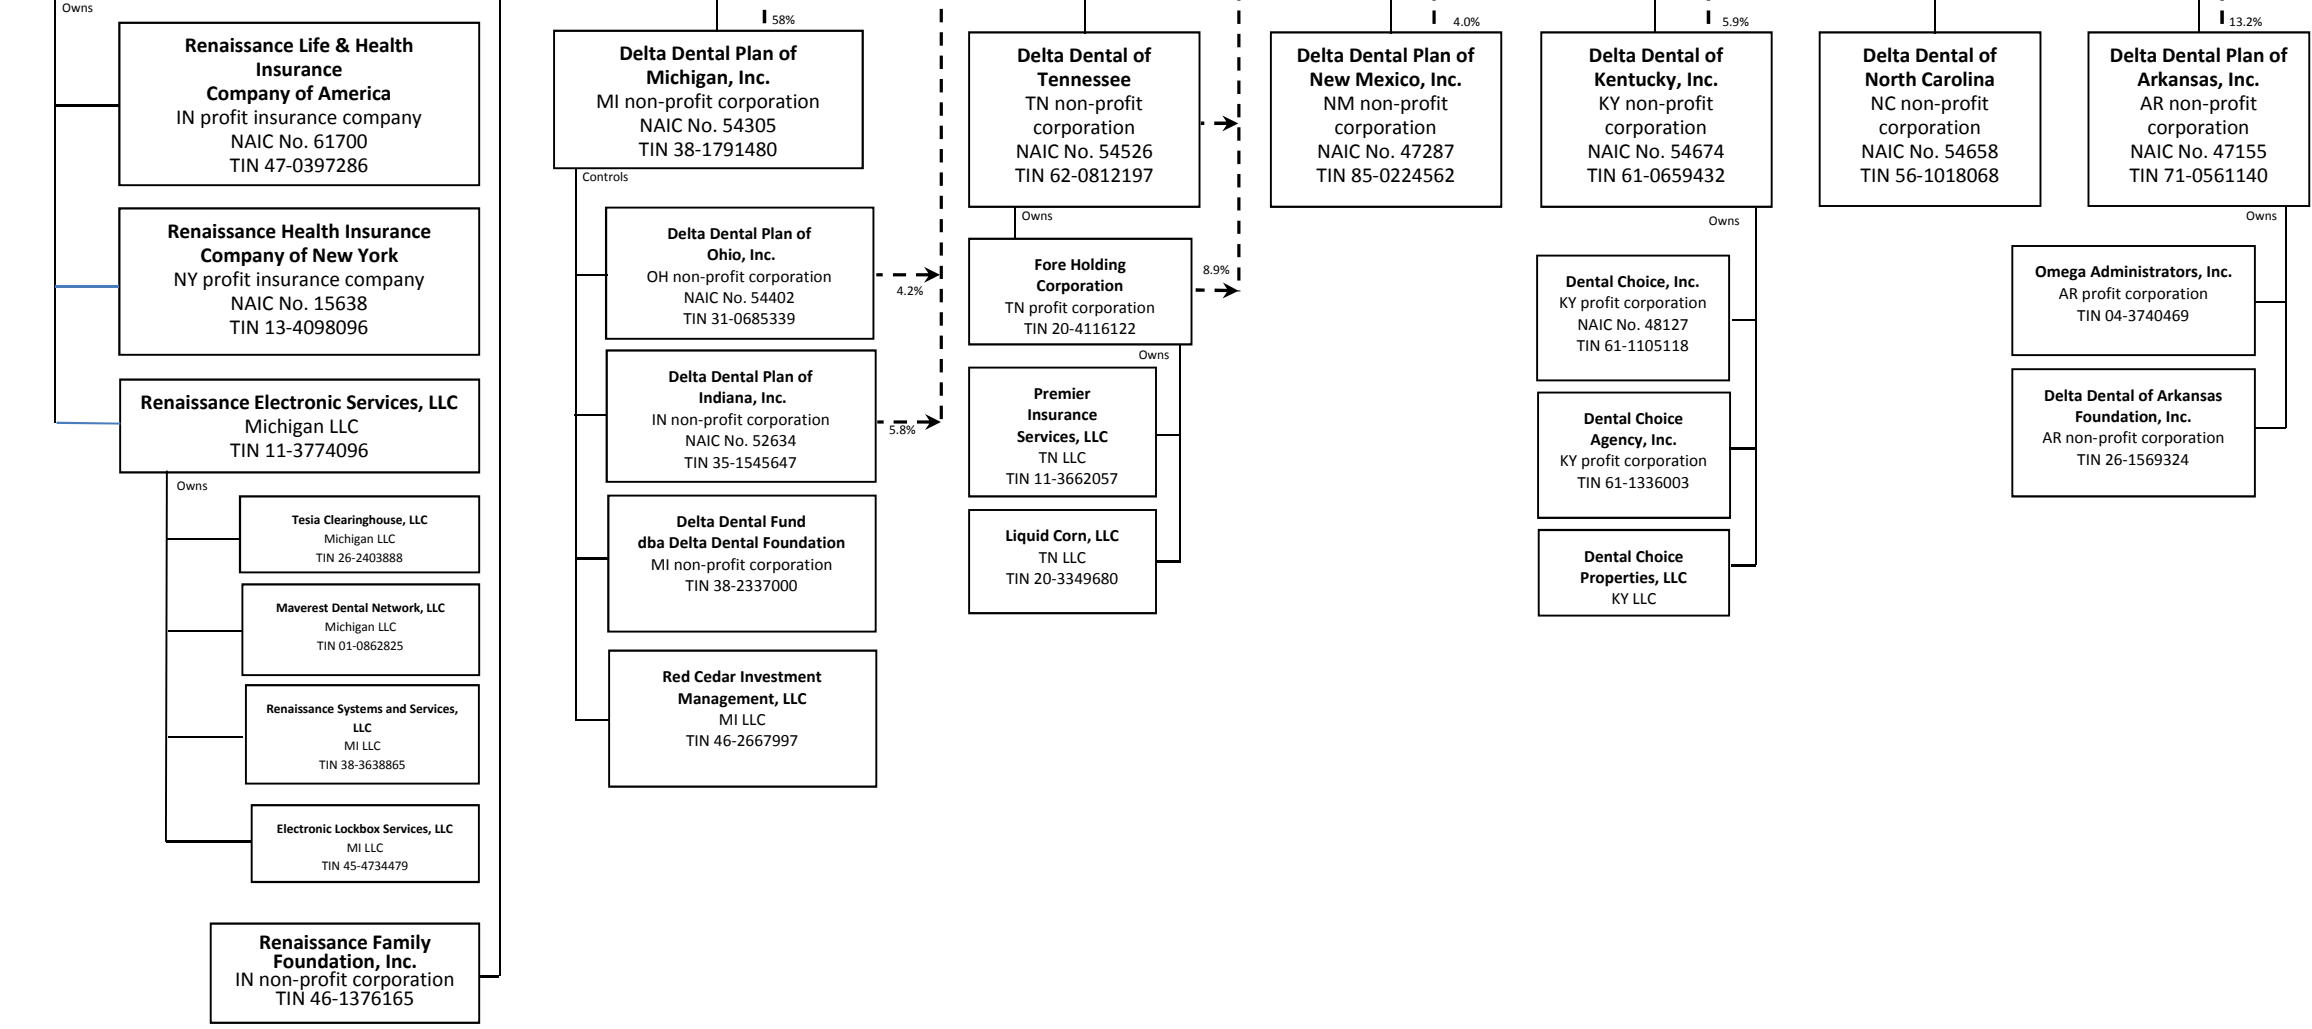 Owns
Renaissance Life & Health
Insurance
Company of America
IN profit insurance company
NAIC No. 61700
TIN 47-0397286
Renaissance Health Insurance
Company of New York
NY profit insurance company
NAIC No. 15638
TIN 13-4098096
Renaissance Electronic Services, LLC
Michigan LLC
TIN 11-3774096
Owns
Tesia Clearinghouse, LLC
Michigan LLC
TIN 26-2403888
Maverest Dental Network, LLC
Michigan LLC
TIN 01-0862825
Renaissance Systems and Services,
LLC
MI LLC
TIN 38-3638865
Electronic Lockbox Services, LLC
MI LLC
TIN 45-4734479
Renaissance Family
Foundation, Inc.
IN non-profit corporation
TIN 46-1376165
58%
Delta Dental Plan of
Michigan, Inc.
MI non-profit corporation
NAIC No. 54305
TIN 38-1791480
Controls
Delta Dental Plan of
Ohio, Inc.
OH non-profit corporation
NAIC No. 54402
TIN 31-0685339
4.2%
Delta Dental Plan of
Indiana, Inc.
IN non-profit corporation
NAIC No. 52634
TIN 35-1545647
5.8%
Delta Dental Fund
dba Delta Dental Foundation
MI non-profit corporation
TIN 38-2337000
Red Cedar Investment
Management, LLC
MI LLC
TIN 46-2667997
Delta Dental of
Tennessee
TN non-profit
corporation
NAIC No. 54526
TIN 62-0812197
Owns
Fore Holding
Corporation
TN profit corporation
TIN 20-4116122
8.9%
Owns
Premier
Insurance
Services, LLC
TN LLC
TIN 11-3662057
Liquid Corn, LLC
TN LLC
TIN 20-3349680
4.0%
Delta Dental Plan of
New Mexico, Inc.
NM non-profit
corporation
NAIC No. 47287
TIN 85-0224562
5.9%
Delta Dental of
Kentucky, Inc.
KY non-profit
corporation
NAIC No. 54674
TIN 61-0659432
Owns
Dental Choice, Inc.
KY profit corporation
NAIC No. 48127
TIN 61-1105118
Dental Choice
Agency, Inc.
KY profit corporation
TIN 61-1336003
Dental Choice
Properties, LLC
KY LLC
Delta Dental of
North Carolina
NC non-profit
corporation
NAIC No. 54658
TIN 56-1018068
13.2%
Delta Dental Plan of
Arkansas, Inc.
AR non-profit
corporation
NAIC No. 47155
TIN 71-0561140
Owns
Omega Administrators, Inc.
AR profit corporation
TIN 04-3740469
Delta Dental of Arkansas
Foundation, Inc.
AR non-profit corporation
TIN 26-1569324